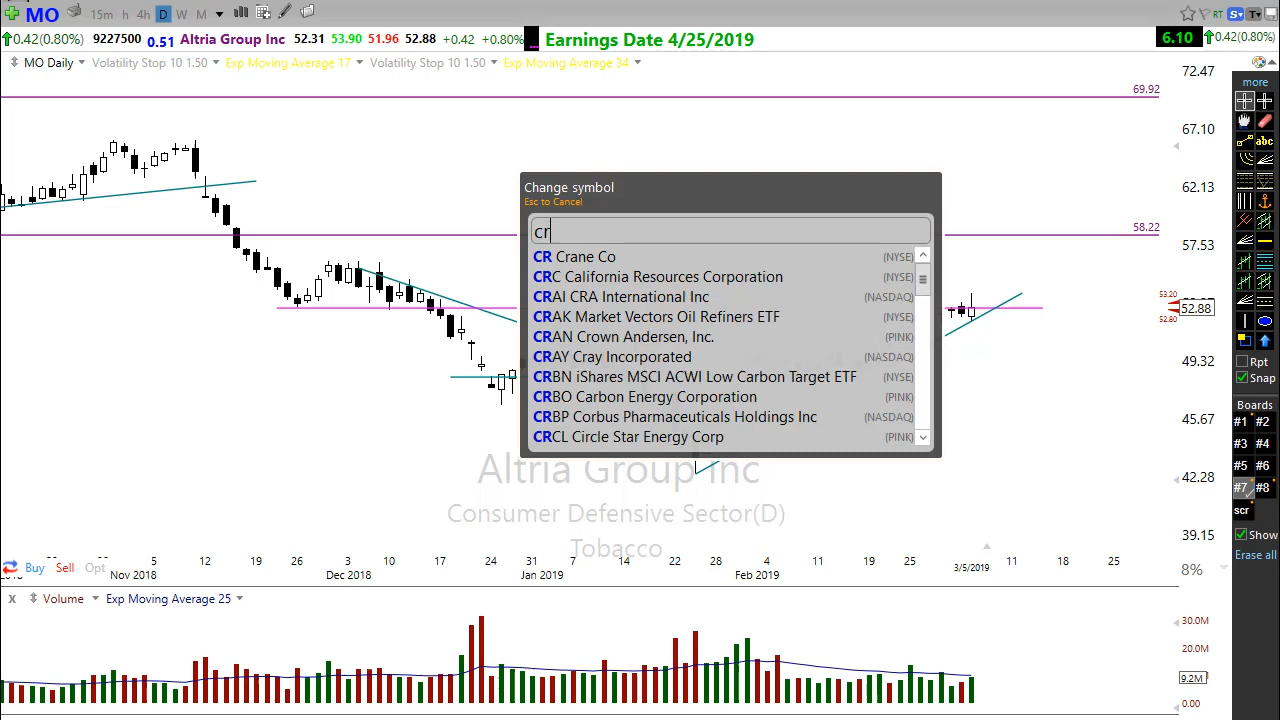 MO 15m h 4h D W M RT S T
0.42(0.80%) 9227500 0.51 Altria Group Inc 52.31 53.90 51.96 52.88 +0.42 +0.80% Earnings Date 4/25/2019 6.10 0.42(0.80%)
MO Daily Volatility Stop 10 1.50 Exp Moving Average 17 Volatility Stop 10 1.50 Exp Moving Average 34
72.47
more
69.92
67.10
abc
62.13
58.22
57.53
53.20
52.88
52.80
49.32
45.67
42.28
39.15
Change symbol
Esc to Cancel
cr
CR Crane Co (NYSE)
CRC California Resources Corporation (NYSE)
CRAI CRA International Inc (NASDAQ)
CRAK Market Vectors Oil Refiners ETF (NYSE)
CRAN Crown Andersen, Inc. (PINK)
CRAY Cray Incorporated (NASDAQ)
CRBN iShares MSCI ACWI Low Carbon Target ETF (NYSE)
CRBO Carbon Energy Corporation (PINK)
CRBP Corbus Pharmaceuticals Holdings Inc (NASDAQ)
CRCL Circle Star Energy Corp (PINK)
Altria Group Inc
Consumer Defensive Sector(D)
Tobacco
Rpt
Snap
Boards
#1 #2
#3 #4
#5 #6
#7 #8
scr
Show
Erase all
5 12 19 26 3 10 17 24 31 7 14 22 28 4 11 19 25 3/5/2019 11 18 25
2018 Nov 2018 Dec 2018 Jan 2019 Feb 2019
Buy Sell Opt
8%
X Volume Exp Moving Average 25
30.0M
20.0M
9.2M
0.00